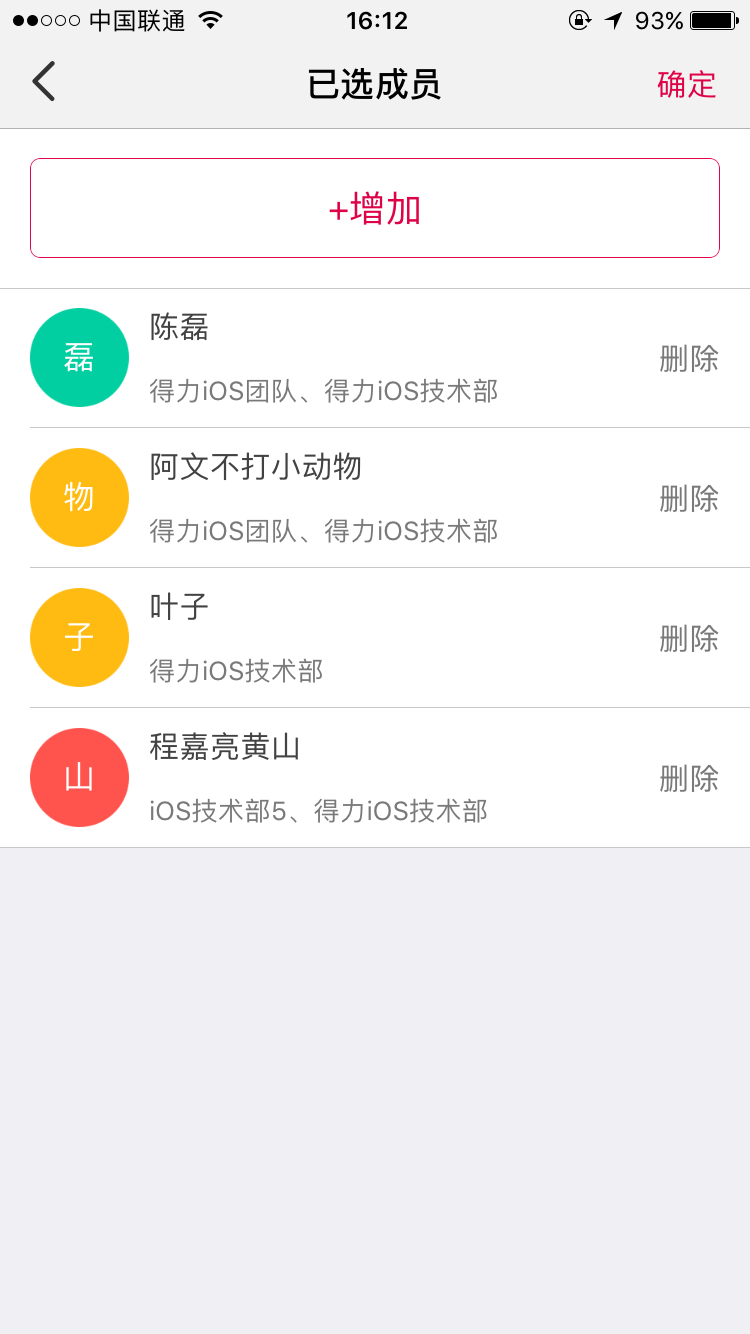 中国联通 16:12 93%
已选成员 确定
+增加
磊 陈磊 删除
得力iOS团队、得力iOS技术部
物 阿文不打小动物 删除
得力iOS团队、得力iOS技术部
子 叶子 删除
得力iOS技术部
山 程嘉亮黄山 删除
iOS技术部5、得力iOS技术部